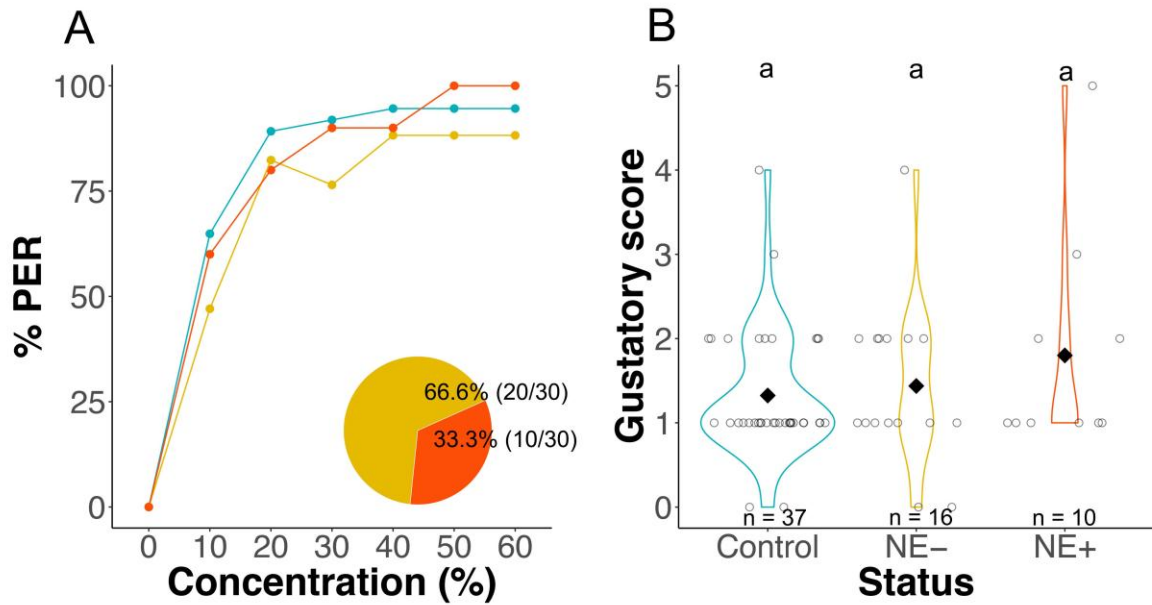 A
% PER
100
75
50
25
0
66.6% (20/30)
33.3% (10/30)
0 10 20 30 40 50 60
Concentration (%)
B
Gustatory score
5
4
3
2
1
0
a a a
n = 37 n = 16 n = 10
Control NE− NE+
Status